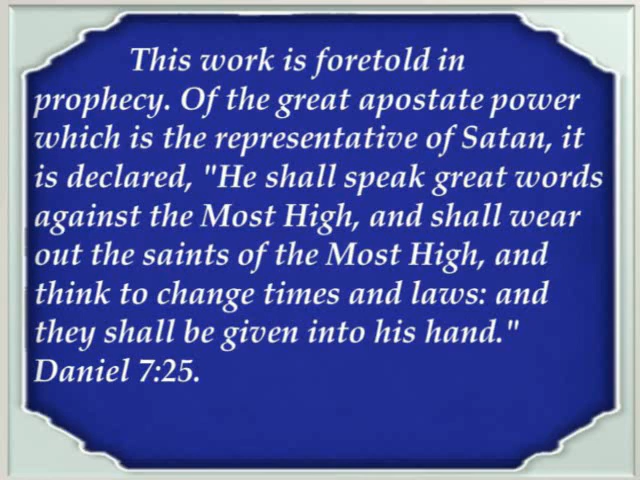 This work is foretold in
prophecy. Of the great apostate power
which is the representative of Satan, it
is declared, "He shall speak great words
against the Most High, and shall wear
out the saints of the Most High, and
think to change times and laws: and
they shall be given into his hand."
Daniel 7:25.